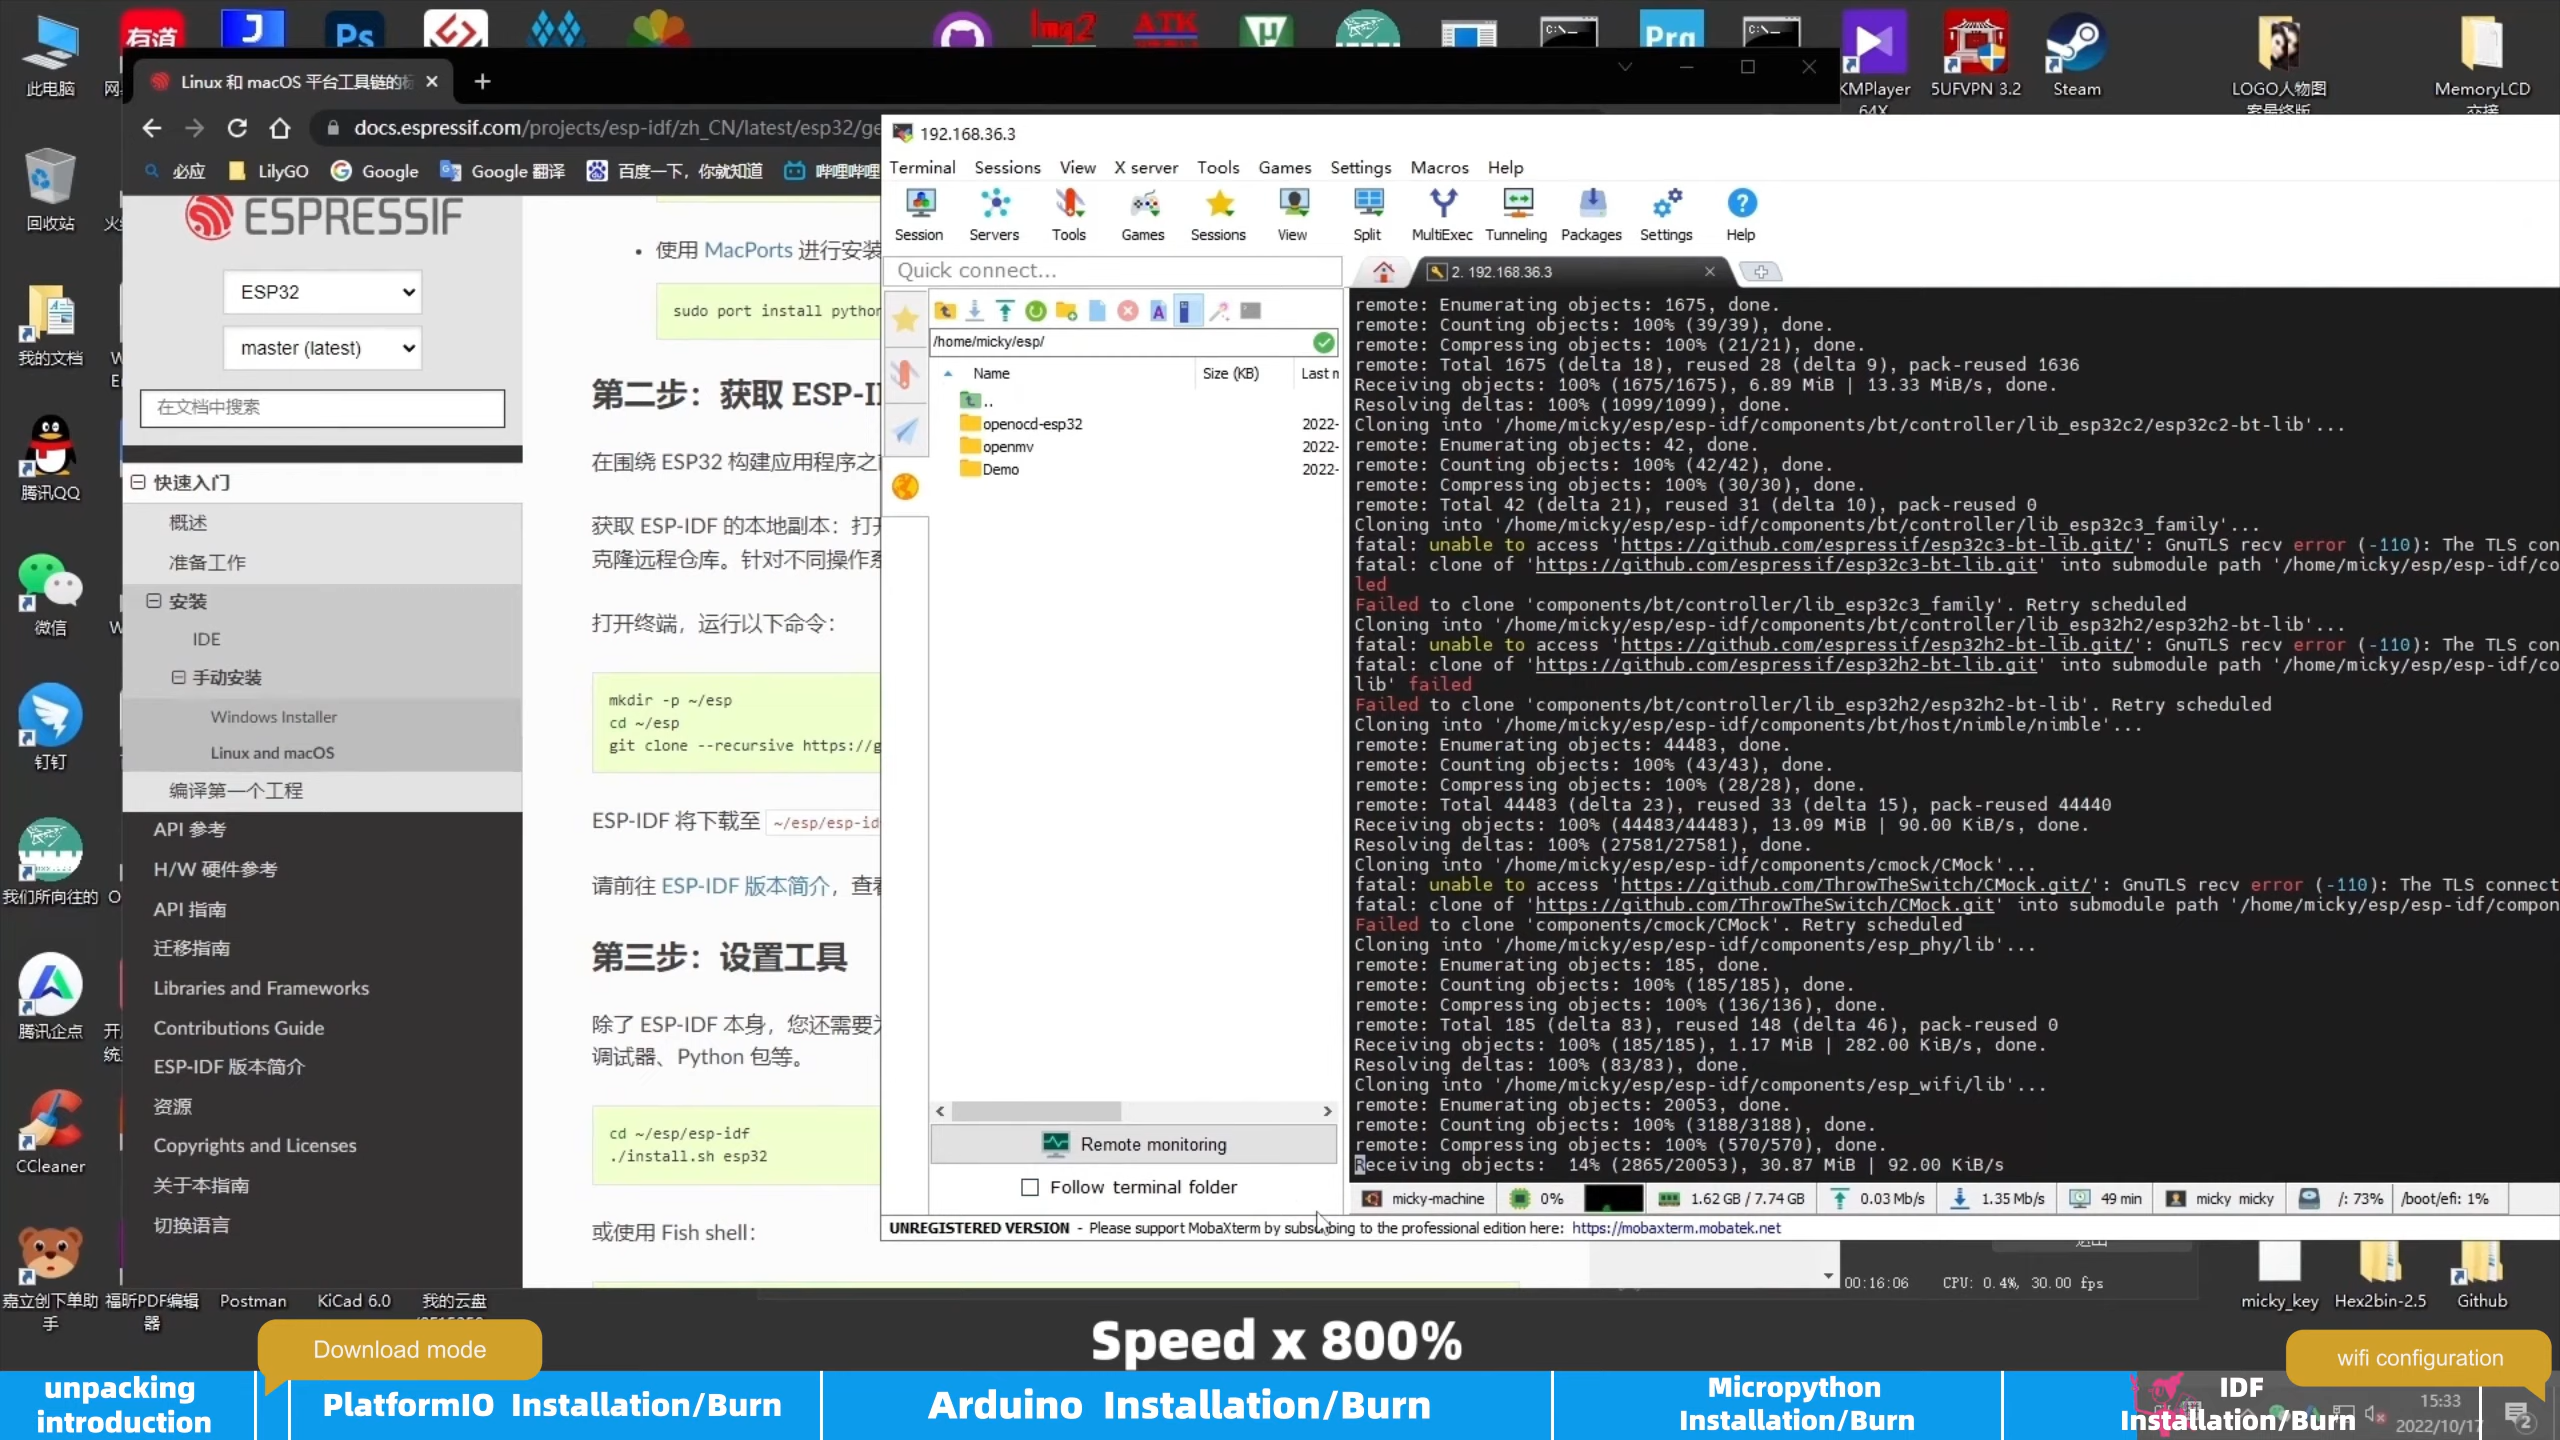 有道
J
Ps
Img2
ATK
Prg
此电脑
KMPlayer
64X
5UFVPN 3.2
Steam
LOGO人物图
案最终版
MemoryLCD
交接
Linux 和 macOS 平台工具链的标
docs.espressif.com/projects/esp-idf/zh_CN/latest/esp32/ge
必应
LilyGO
Google
Google 翻译
百度一下，你就知道
哔哩哔哩
回收站
我的文档
腾讯QQ
微信
钉钉
我们所向往的
腾讯企点
CCleaner
嘉立创下单助
手
福昕PDF编辑
器
Postman
KiCad 6.0
我的云盘
ESPRESSIF
ESP32
master (latest)
在文档中搜索
快速入门
概述
准备工作
安装
IDE
手动安装
Windows Installer
Linux and macOS
编译第一个工程
API 参考
H/W 硬件参考
API 指南
迁移指南
Libraries and Frameworks
Contributions Guide
ESP-IDF 版本简介
资源
Copyrights and Licenses
关于本指南
切换语言
使用 MacPorts 进行安装
sudo port install python
第二步：获取 ESP-I
在围绕 ESP32 构建应用程序之
获取 ESP-IDF 的本地副本：打开
克隆远程仓库。针对不同操作系
打开终端，运行以下命令：
mkdir -p ~/esp
cd ~/esp
git clone --recursive https://g
ESP-IDF 将下载至 ~/esp/esp-id
请前往 ESP-IDF 版本简介，查看
第三步：设置工具
除了 ESP-IDF 本身，您还需要为
调试器、Python 包等。
cd ~/esp/esp-idf
./install.sh esp32
或使用 Fish shell：
192.168.36.3
Terminal Sessions View X server Tools Games Settings Macros Help
Session Servers Tools Games Sessions View Split MultiExec Tunneling Packages Settings Help
Quick connect...
2. 192.168.36.3
/home/micky/esp/
Name Size (KB) Last m
..
openocd-esp32 2022-
openmv 2022-
Demo 2022-
Remote monitoring
Follow terminal folder
remote: Enumerating objects: 1675, done.
remote: Counting objects: 100% (39/39), done.
remote: Compressing objects: 100% (21/21), done.
remote: Total 1675 (delta 18), reused 28 (delta 9), pack-reused 1636
Receiving objects: 100% (1675/1675), 6.89 MiB | 13.33 MiB/s, done.
Resolving deltas: 100% (1099/1099), done.
Cloning into '/home/micky/esp/esp-idf/components/bt/controller/lib_esp32c2/esp32c2-bt-lib'...
remote: Enumerating objects: 42, done.
remote: Counting objects: 100% (42/42), done.
remote: Compressing objects: 100% (30/30), done.
remote: Total 42 (delta 21), reused 31 (delta 10), pack-reused 0
Cloning into '/home/micky/esp/esp-idf/components/bt/controller/lib_esp32c3_family'...
fatal: unable to access 'https://github.com/espressif/esp32c3-bt-lib.git/': GnuTLS recv error (-110): The TLS con
fatal: clone of 'https://github.com/espressif/esp32c3-bt-lib.git' into submodule path '/home/micky/esp/esp-idf/co
led
Failed to clone 'components/bt/controller/lib_esp32c3_family'. Retry scheduled
Cloning into '/home/micky/esp/esp-idf/components/bt/controller/lib_esp32h2/esp32h2-bt-lib'...
fatal: unable to access 'https://github.com/espressif/esp32h2-bt-lib.git/': GnuTLS recv error (-110): The TLS con
fatal: clone of 'https://github.com/espressif/esp32h2-bt-lib.git' into submodule path '/home/micky/esp/esp-idf/co
lib' failed
Failed to clone 'components/bt/controller/lib_esp32h2/esp32h2-bt-lib'. Retry scheduled
Cloning into '/home/micky/esp/esp-idf/components/bt/host/nimble/nimble'...
remote: Enumerating objects: 44483, done.
remote: Counting objects: 100% (43/43), done.
remote: Compressing objects: 100% (28/28), done.
remote: Total 44483 (delta 23), reused 33 (delta 15), pack-reused 44440
Receiving objects: 100% (44483/44483), 13.09 MiB | 90.00 KiB/s, done.
Resolving deltas: 100% (27581/27581), done.
Cloning into '/home/micky/esp/esp-idf/components/cmock/CMock'...
fatal: unable to access 'https://github.com/ThrowTheSwitch/CMock.git/': GnuTLS recv error (-110): The TLS connect
fatal: clone of 'https://github.com/ThrowTheSwitch/CMock.git' into submodule path '/home/micky/esp/esp-idf/compon
Failed to clone 'components/cmock/CMock'. Retry scheduled
Cloning into '/home/micky/esp/esp-idf/components/esp_phy/lib'...
remote: Enumerating objects: 185, done.
remote: Counting objects: 100% (185/185), done.
remote: Compressing objects: 100% (136/136), done.
remote: Total 185 (delta 83), reused 148 (delta 46), pack-reused 0
Receiving objects: 100% (185/185), 1.17 MiB | 282.00 KiB/s, done.
Resolving deltas: 100% (83/83), done.
Cloning into '/home/micky/esp/esp-idf/components/esp_wifi/lib'...
remote: Enumerating objects: 20053, done.
remote: Counting objects: 100% (3188/3188), done.
remote: Compressing objects: 100% (570/570), done.
Receiving objects: 14% (2865/20053), 30.87 MiB | 92.00 KiB/s
micky-machine 0% 1.62 GB / 7.74 GB 0.03 Mb/s 1.35 Mb/s 49 min micky micky /: 73% /boot/efi: 1%
UNREGISTERED VERSION - Please support MobaXterm by subscribing to the professional edition here: https://mobaxterm.mobatek.net
00:16:06 CPU: 0.4%, 30.00 fps
micky_key
Hex2bin-2.5
Github
Speed x 800%
Download mode
wifi configuration
unpacking
introduction
PlatformIO Installation/Burn
Arduino Installation/Burn
Micropython
Installation/Burn
IDF
Installation/Burn
15:33
2022/10/17
2